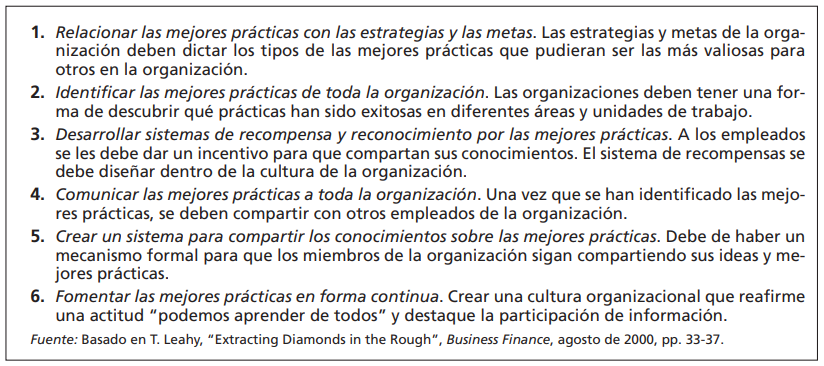 1. Relacionar las mejores prácticas con las estrategias y las metas. Las estrategias y metas de la orga-
nización deben dictar los tipos de las mejores prácticas que pudieran ser las más valiosas para
otros en la organización.
2. Identificar las mejores prácticas de toda la organización. Las organizaciones deben tener una for-
ma de descubrir qué prácticas han sido exitosas en diferentes áreas y unidades de trabajo.
3. Desarrollar sistemas de recompensa y reconocimiento por las mejores prácticas. A los empleados
se les debe dar un incentivo para que compartan sus conocimientos. El sistema de recompensas se
debe diseñar dentro de la cultura de la organización.
4. Comunicar las mejores prácticas a toda la organización. Una vez que se han identificado las mejo-
res prácticas, se deben compartir con otros empleados de la organización.
5. Crear un sistema para compartir los conocimientos sobre las mejores prácticas. Debe de haber un
mecanismo formal para que los miembros de la organización sigan compartiendo sus ideas y me-
jores prácticas.
6. Fomentar las mejores prácticas en forma continua. Crear una cultura organizacional que reafirme
una actitud “podemos aprender de todos” y destaque la participación de información.
Fuente: Basado en T. Leahy, “Extracting Diamonds in the Rough”, Business Finance, agosto de 2000, pp. 33-37.